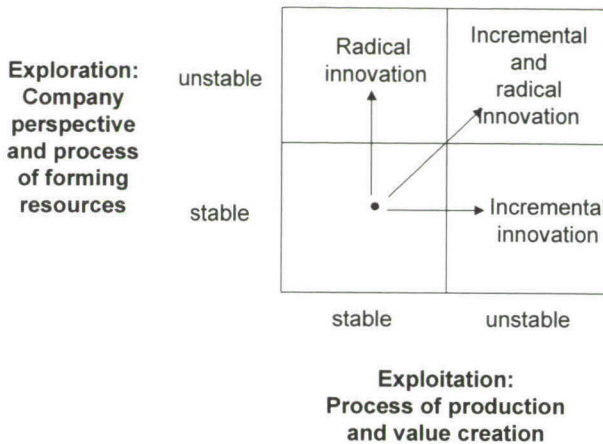 Exploration:
Company
perspective
and process
of forming
resources
unstable
stable
Radical
innovation
Incremental
and
radical
Innovation
Incremental
innovation
stable
unstable
Exploitation:
Process of production
and value creation